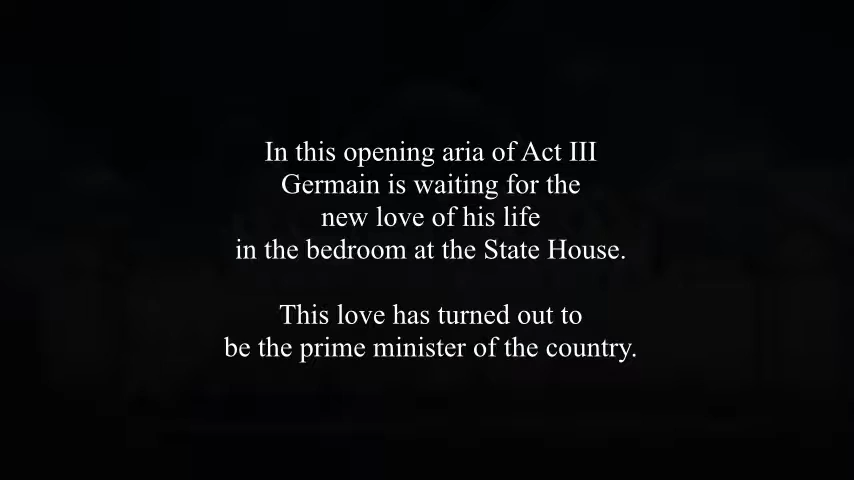 In this opening aria of Act III
Germain is waiting for the
new love of his life
in the bedroom at the State House.
This love has turned out to
be the prime minister of the country.